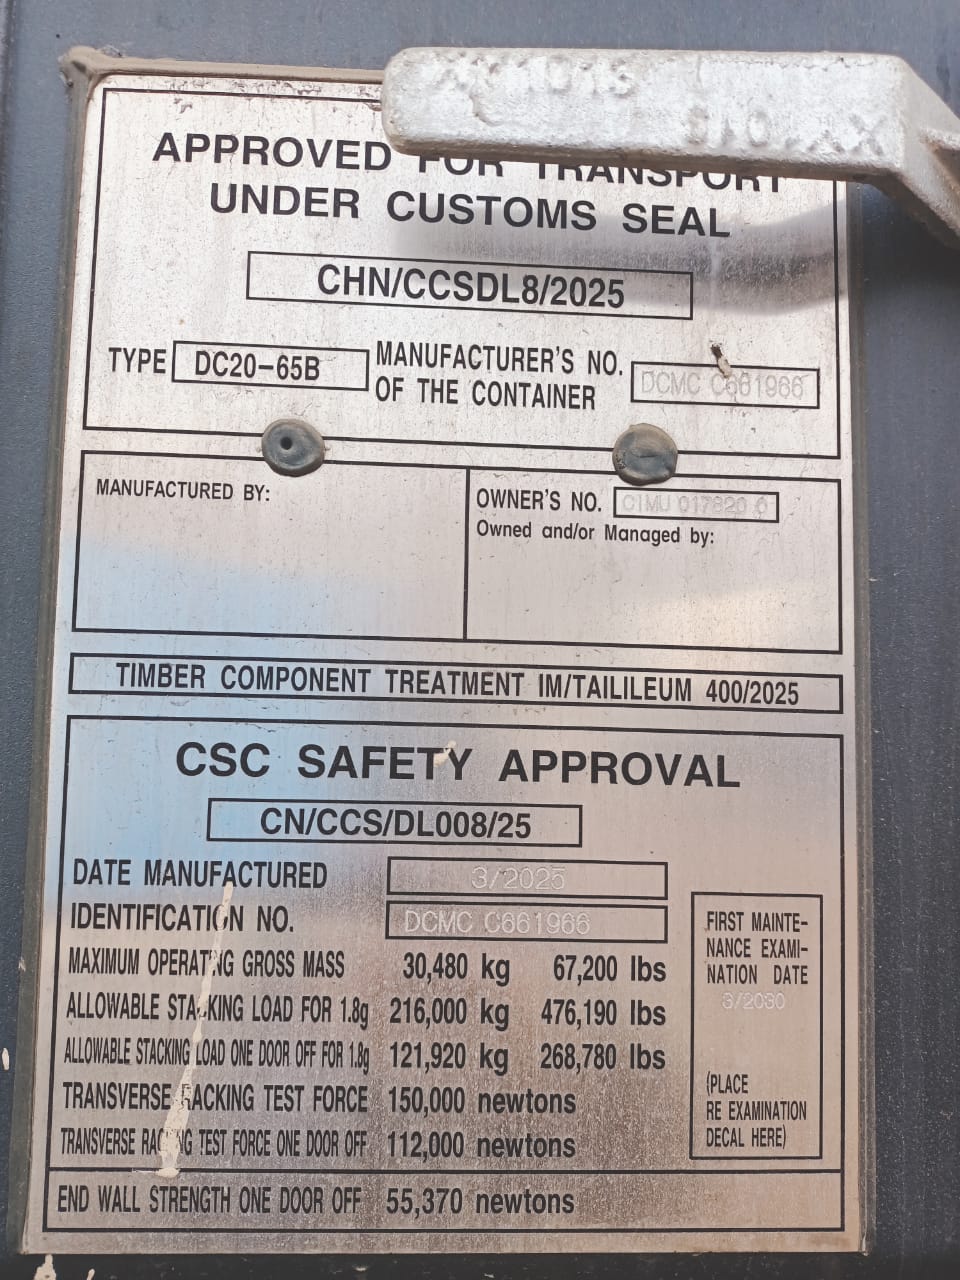 APPROVED FOR TRANSPORT
UNDER CUSTOMS SEAL
CHN/CCSDL8/2025
TYPE DC20-65B MANUFACTURER'S NO.
OF THE CONTAINER DCMC C661966
MANUFACTURED BY:
OWNER'S NO.
Owned and/or Managed by:
TIMBER COMPONENT TREATMENT IM/TAILILEUM 400/2025
CSC SAFETY APPROVAL
CN/CCS/DL008/25
DATE MANUFACTURED 3/2025
IDENTIFICATION NO. DCMC C661966
MAXIMUM OPERATING GROSS MASS 30,480 kg 67,200 lbs
ALLOWABLE STACKING LOAD FOR 1.8g 216,000 kg 476,190 lbs
ALLOWABLE STACKING LOAD ONE DOOR OFF FOR 1.8g 121,920 kg 268,780 lbs
TRANSVERSE RACKING TEST FORCE 150,000 newtons
TRANSVERSE RACKING TEST FORCE ONE DOOR OFF 112,000 newtons
END WALL STRENGTH ONE DOOR OFF 55,370 newtons
FIRST MAINTE-
NANCE EXAMI-
NATION DATE
3/2030
(PLACE
RE EXAMINATION
DECAL HERE)